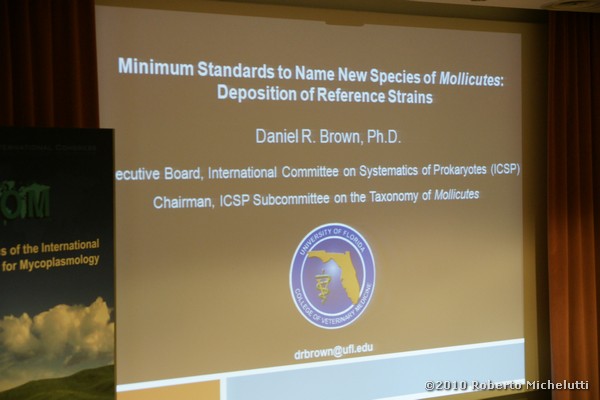 Minimum Standards to Name New Species of Mollicutes:
Deposition of Reference Strains
Daniel R. Brown, Ph.D.
ecutive Board, International Committee on Systematics of Prokaryotes (ICSP)
Chairman, ICSP Subcommittee on the Taxonomy of Mollicutes
UNIVERSITY OF FLORIDA
COLLEGE OF VETERINARY MEDICINE
drbrown@ufl.edu
OM
s of the International
for Mycoplasmology
©2010 Roberto Michelutti